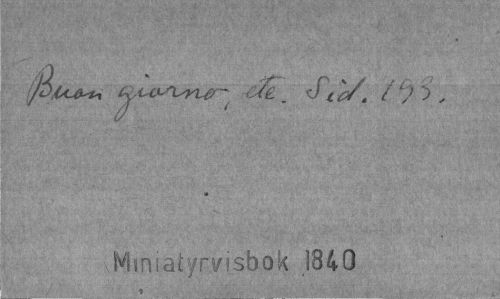 Buon giorno, etc. Sid. 193.
Miniatyrvisbok 1840